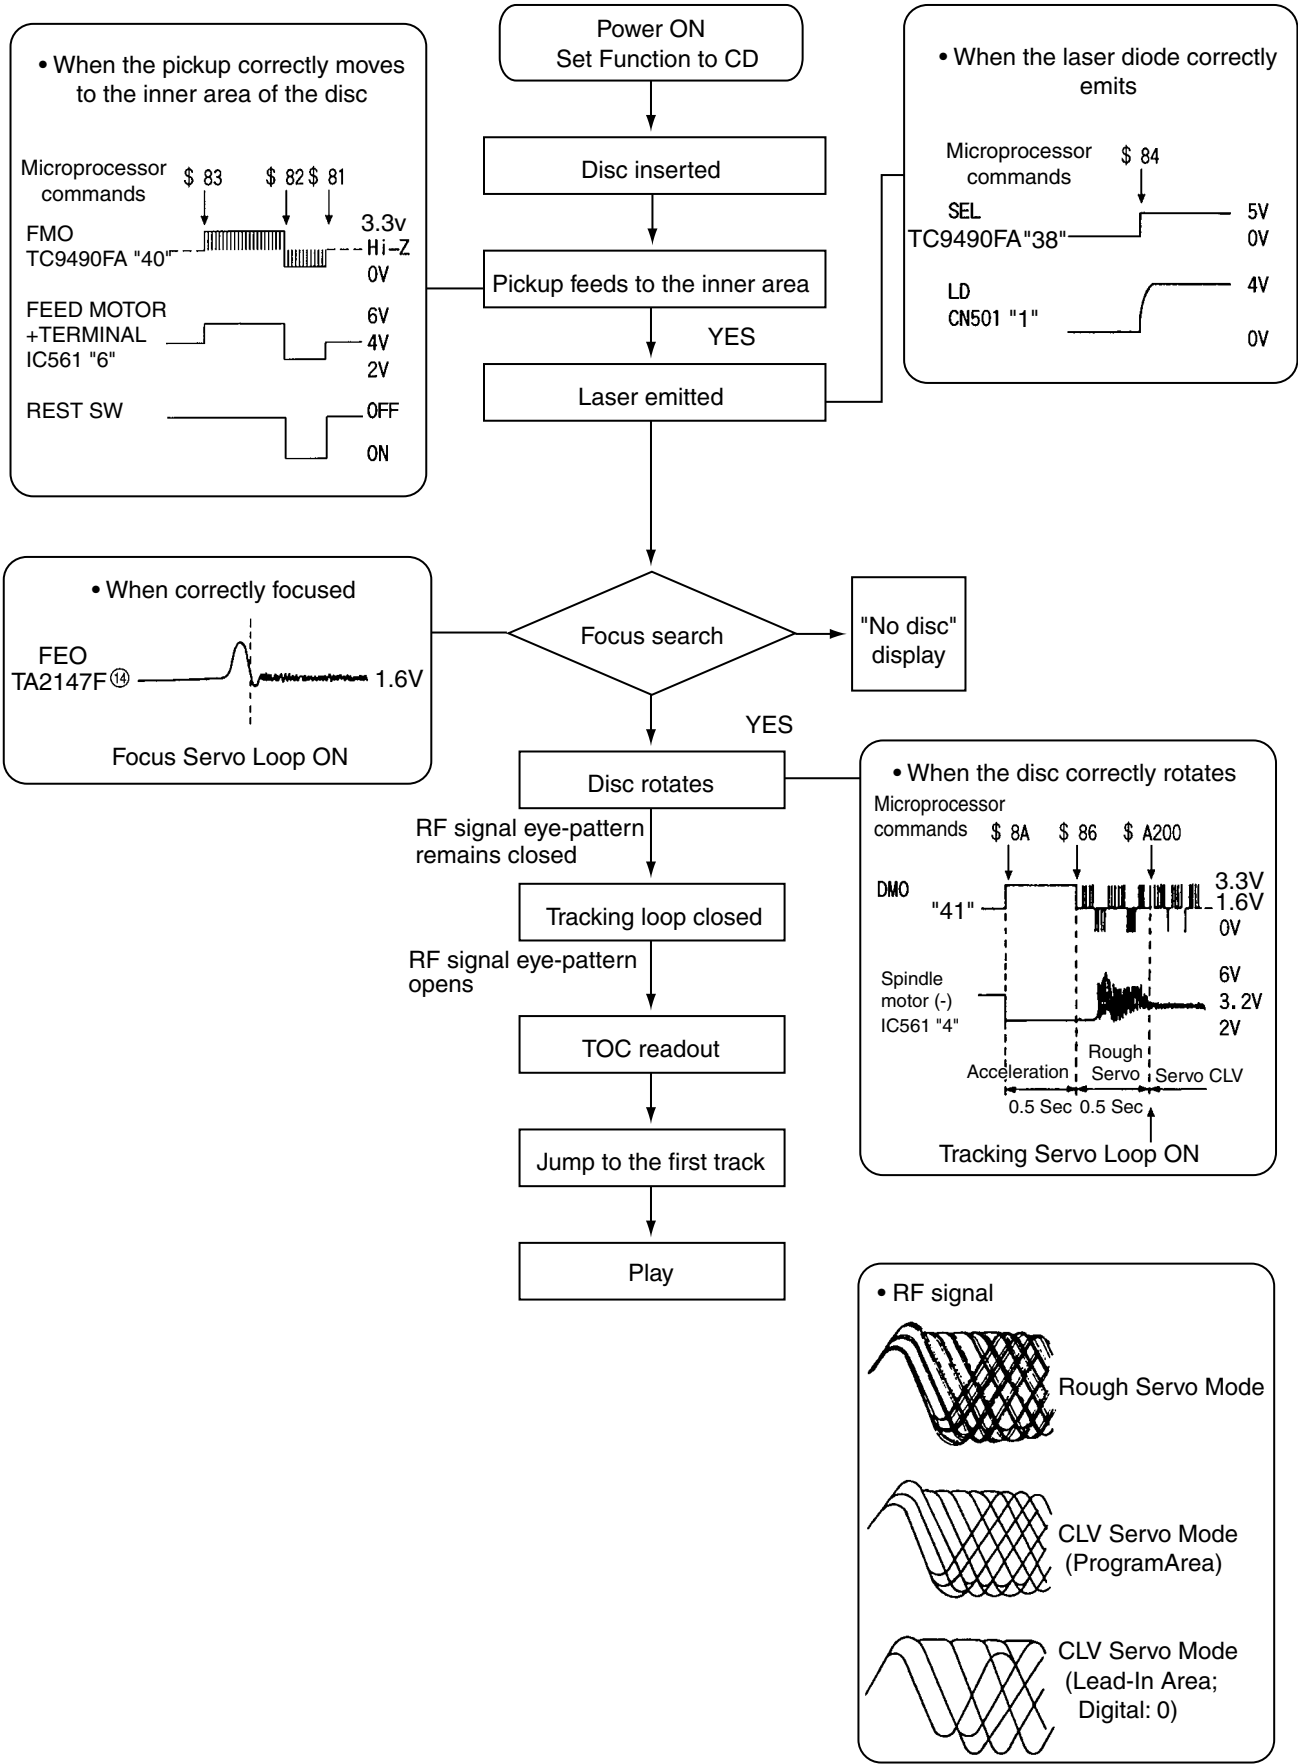 Power ON
Set Function to CD
• When the pickup correctly moves
to the inner area of the disc
Microprocessor
commands
$ 83
$ 82
$ 81
FMO
TC9490FA "40"
3.3v
Hi-Z
0V
FEED MOTOR
+TERMINAL
IC561 "6"
6V
4V
2V
REST SW
OFF
ON
• When the laser diode correctly
emits
Microprocessor
commands
$ 84
SEL
TC9490FA"38"
5V
0V
LD
CN501 "1"
4V
0V
Disc inserted
Pickup feeds to the inner area
YES
Laser emitted
• When correctly focused
FEO
TA2147F ⑭
1.6V
Focus Servo Loop ON
Focus search
"No disc"
display
YES
Disc rotates
RF signal eye-pattern
remains closed
Tracking loop closed
RF signal eye-pattern
opens
TOC readout
Jump to the first track
Play
• When the disc correctly rotates
Microprocessor
commands
$ 8A
$ 86
$ A200
DMO
"41"
3.3V
1.6V
0V
Spindle
motor (-)
IC561 "4"
6V
3.2V
2V
Acceleration
Rough
Servo
Servo CLV
0.5 Sec
0.5 Sec
Tracking Servo Loop ON
• RF signal
Rough Servo Mode
CLV Servo Mode
(ProgramArea)
CLV Servo Mode
(Lead-In Area;
Digital: 0)